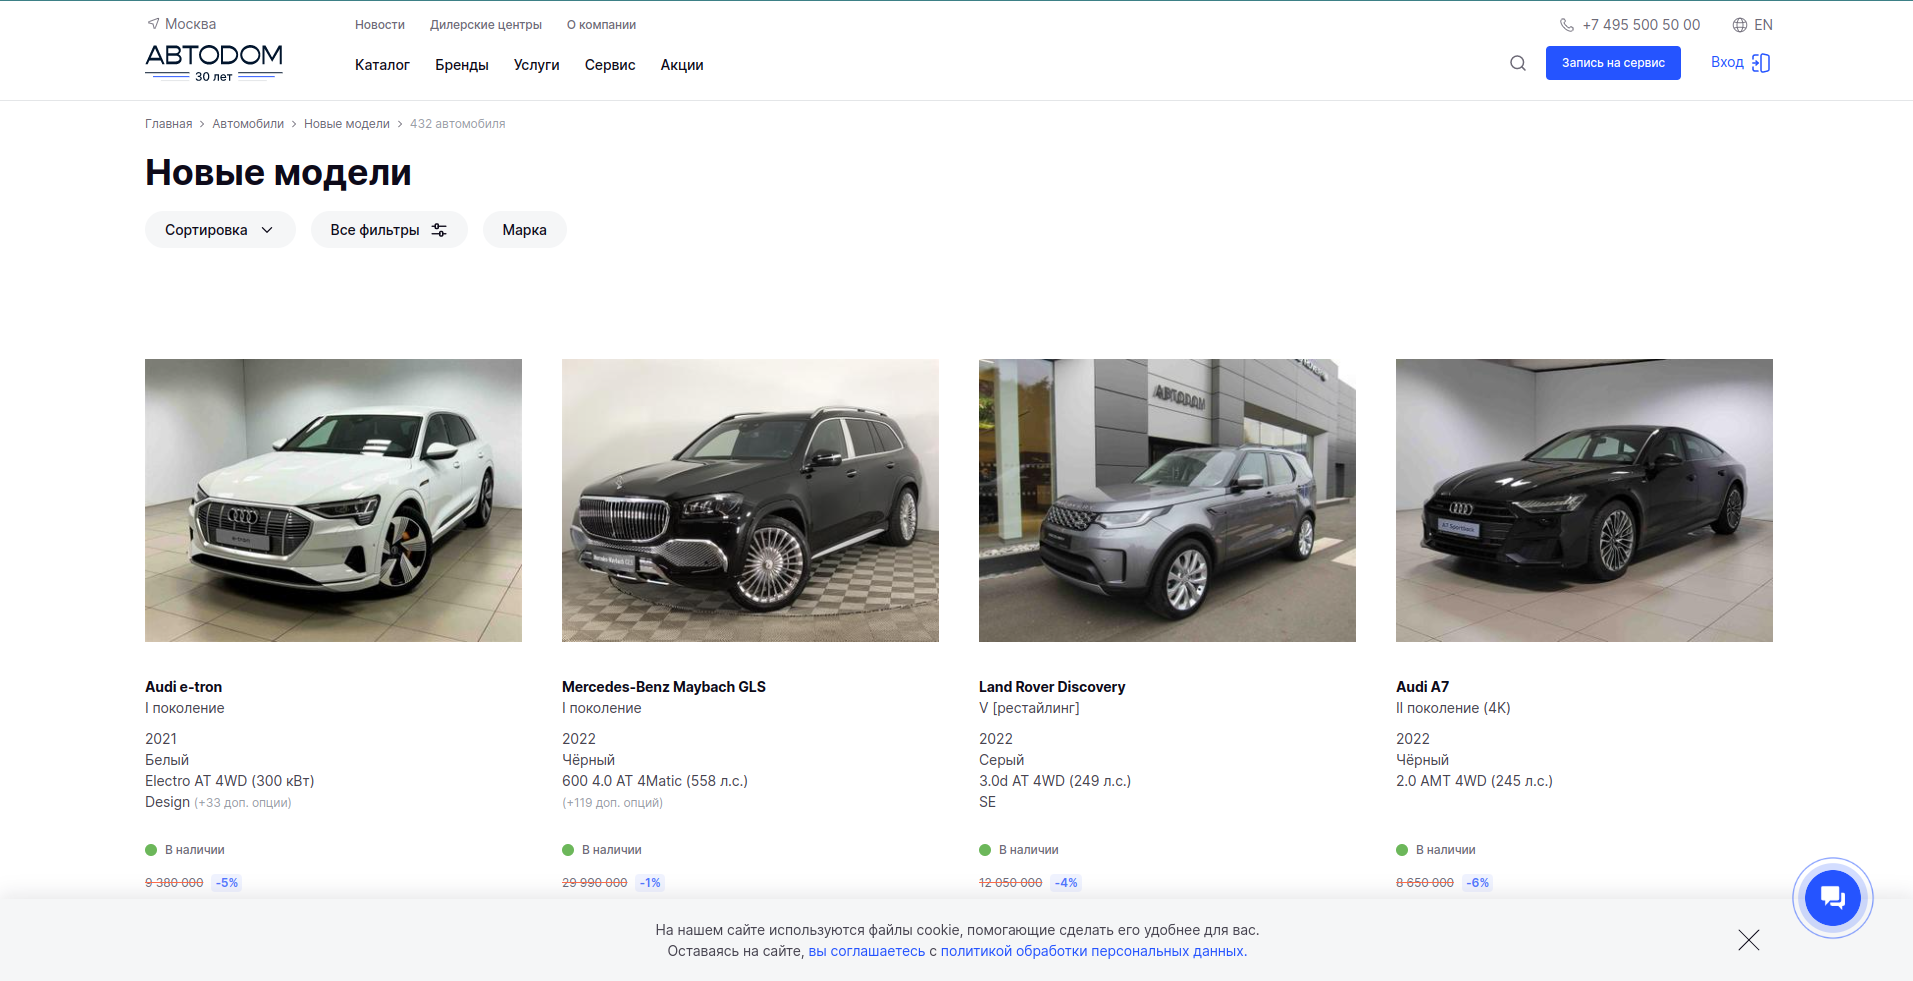 Москва
Новости Дилерские центры О компании
+7 495 500 50 00 EN
АВТОДОМ
30 лет
Каталог Бренды Услуги Сервис Акции
Запись на сервис
Вход
Главная > Автомобили > Новые модели > 432 автомобиля
Новые модели
Сортировка Все фильтры Марка
АВТОДОМ
e-tron
A7 Sportback
Audi e-tron
I поколение
2021
Белый
Electro AT 4WD (300 кВт)
Design (+33 доп. опции)
В наличии
9 380 000 -5%
Mercedes-Benz Maybach GLS
I поколение
2022
Чёрный
600 4.0 AT 4Matic (558 л.с.)
(+119 доп. опций)
В наличии
29 990 000 -1%
Land Rover Discovery
V [рестайлинг]
2022
Серый
3.0d AT 4WD (249 л.с.)
SE
В наличии
12 050 000 -4%
Audi A7
II поколение (4K)
2022
Чёрный
2.0 AMT 4WD (245 л.с.)
В наличии
8 650 000 -6%
На нашем сайте используются файлы cookie, помогающие сделать его удобнее для вас.
Оставаясь на сайте, вы соглашаетесь с политикой обработки персональных данных.